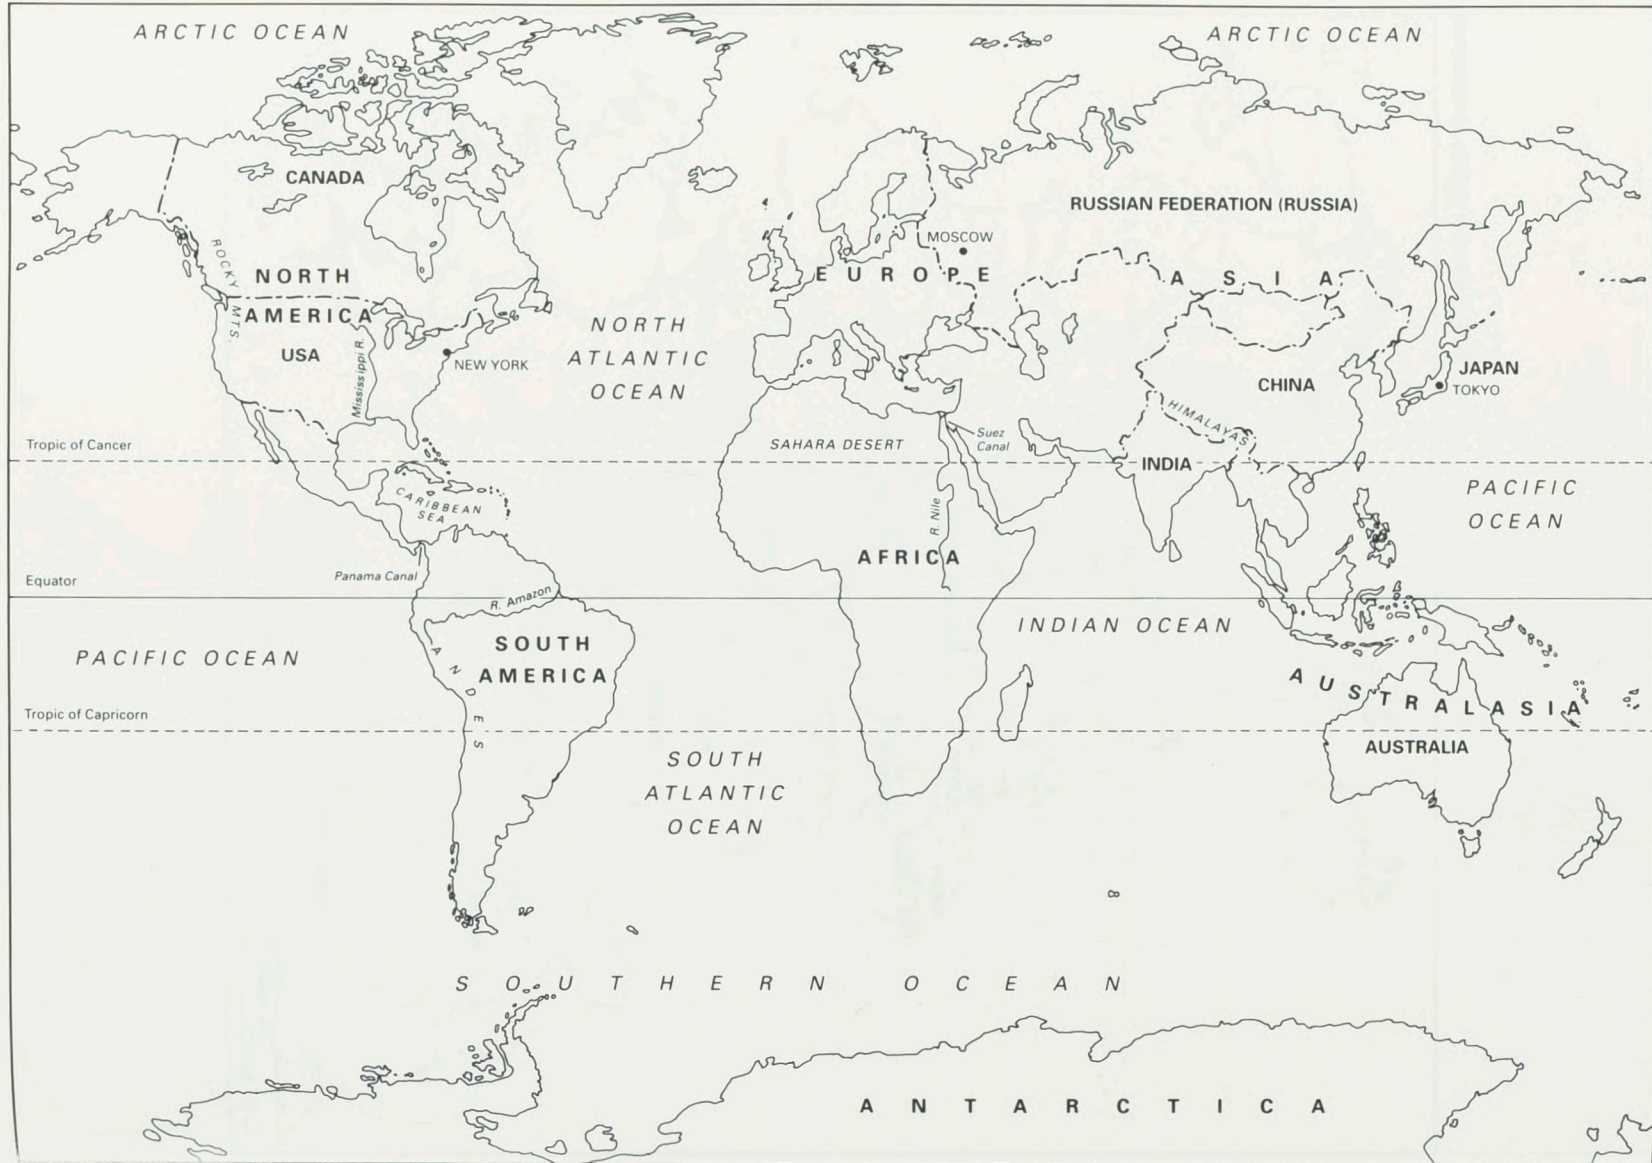 ARCTIC OCEAN
ARCTIC OCEAN
CANADA
RUSSIAN FEDERATION (RUSSIA)
MOSCOW
ROCKY MTS.
NORTH
AMERICA
EUROPE
ASIA
USA
Mississippi R.
NEW YORK
NORTH
ATLANTIC
OCEAN
JAPAN
TOKYO
CHINA
HIMALAYAS
Tropic of Cancer
SAHARA DESERT
Suez
Canal
INDIA
CARIBBEAN
SEA
PACIFIC
OCEAN
R. Nile
AFRICA
Panama Canal
Equator
R. Amazon
INDIAN OCEAN
PACIFIC OCEAN
SOUTH
AMERICA
ANDES
AUSTRALASIA
Tropic of Capricorn
AUSTRALIA
SOUTH
ATLANTIC
OCEAN
SOUTHERN OCEAN
ANTARCTICA